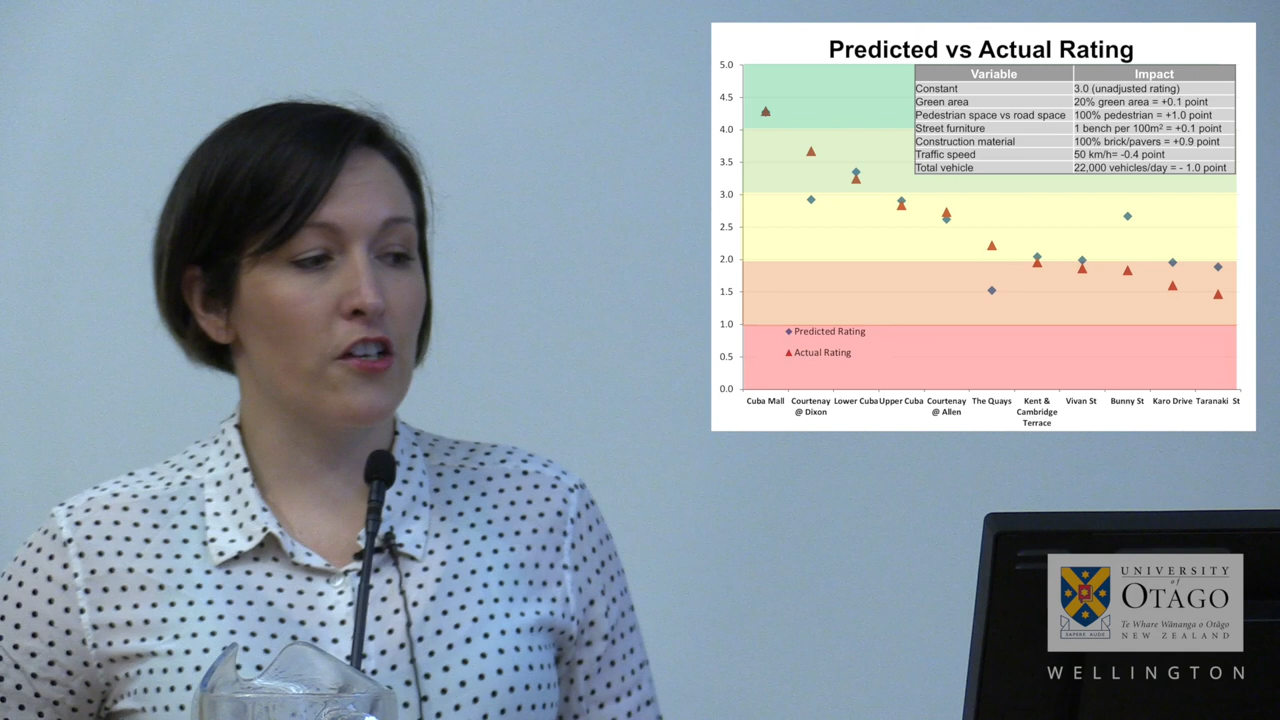 Predicted vs Actual Rating
5.0
4.5
4.0
3.5
3.0
2.5
2.0
1.5
1.0
0.5
0.0
Variable Impact
Constant 3.0 (unadjusted rating)
Green area 20% green area = +0.1 point
Pedestrian space vs road space 100% pedestrian = +1.0 point
Street furniture 1 bench per 100m² = +0.1 point
Construction material 100% brick/pavers = +0.9 point
Traffic speed 50 km/h= -0.4 point
Total vehicle 22,000 vehicles/day = - 1.0 point
Predicted Rating
Actual Rating
Cuba Mall
Courtenay
@ Dixon
Lower Cuba
Upper Cuba
Courtenay
@ Allen
The Quays
Kent &
Cambridge
Terrace
Vivan St
Bunny St
Karo Drive
Taranaki St
SAPERE AUDE
UNIVERSITY
of
OTAGO
Te Whare Wānanga o Otāgo
NEW ZEALAND
WELLINGTON